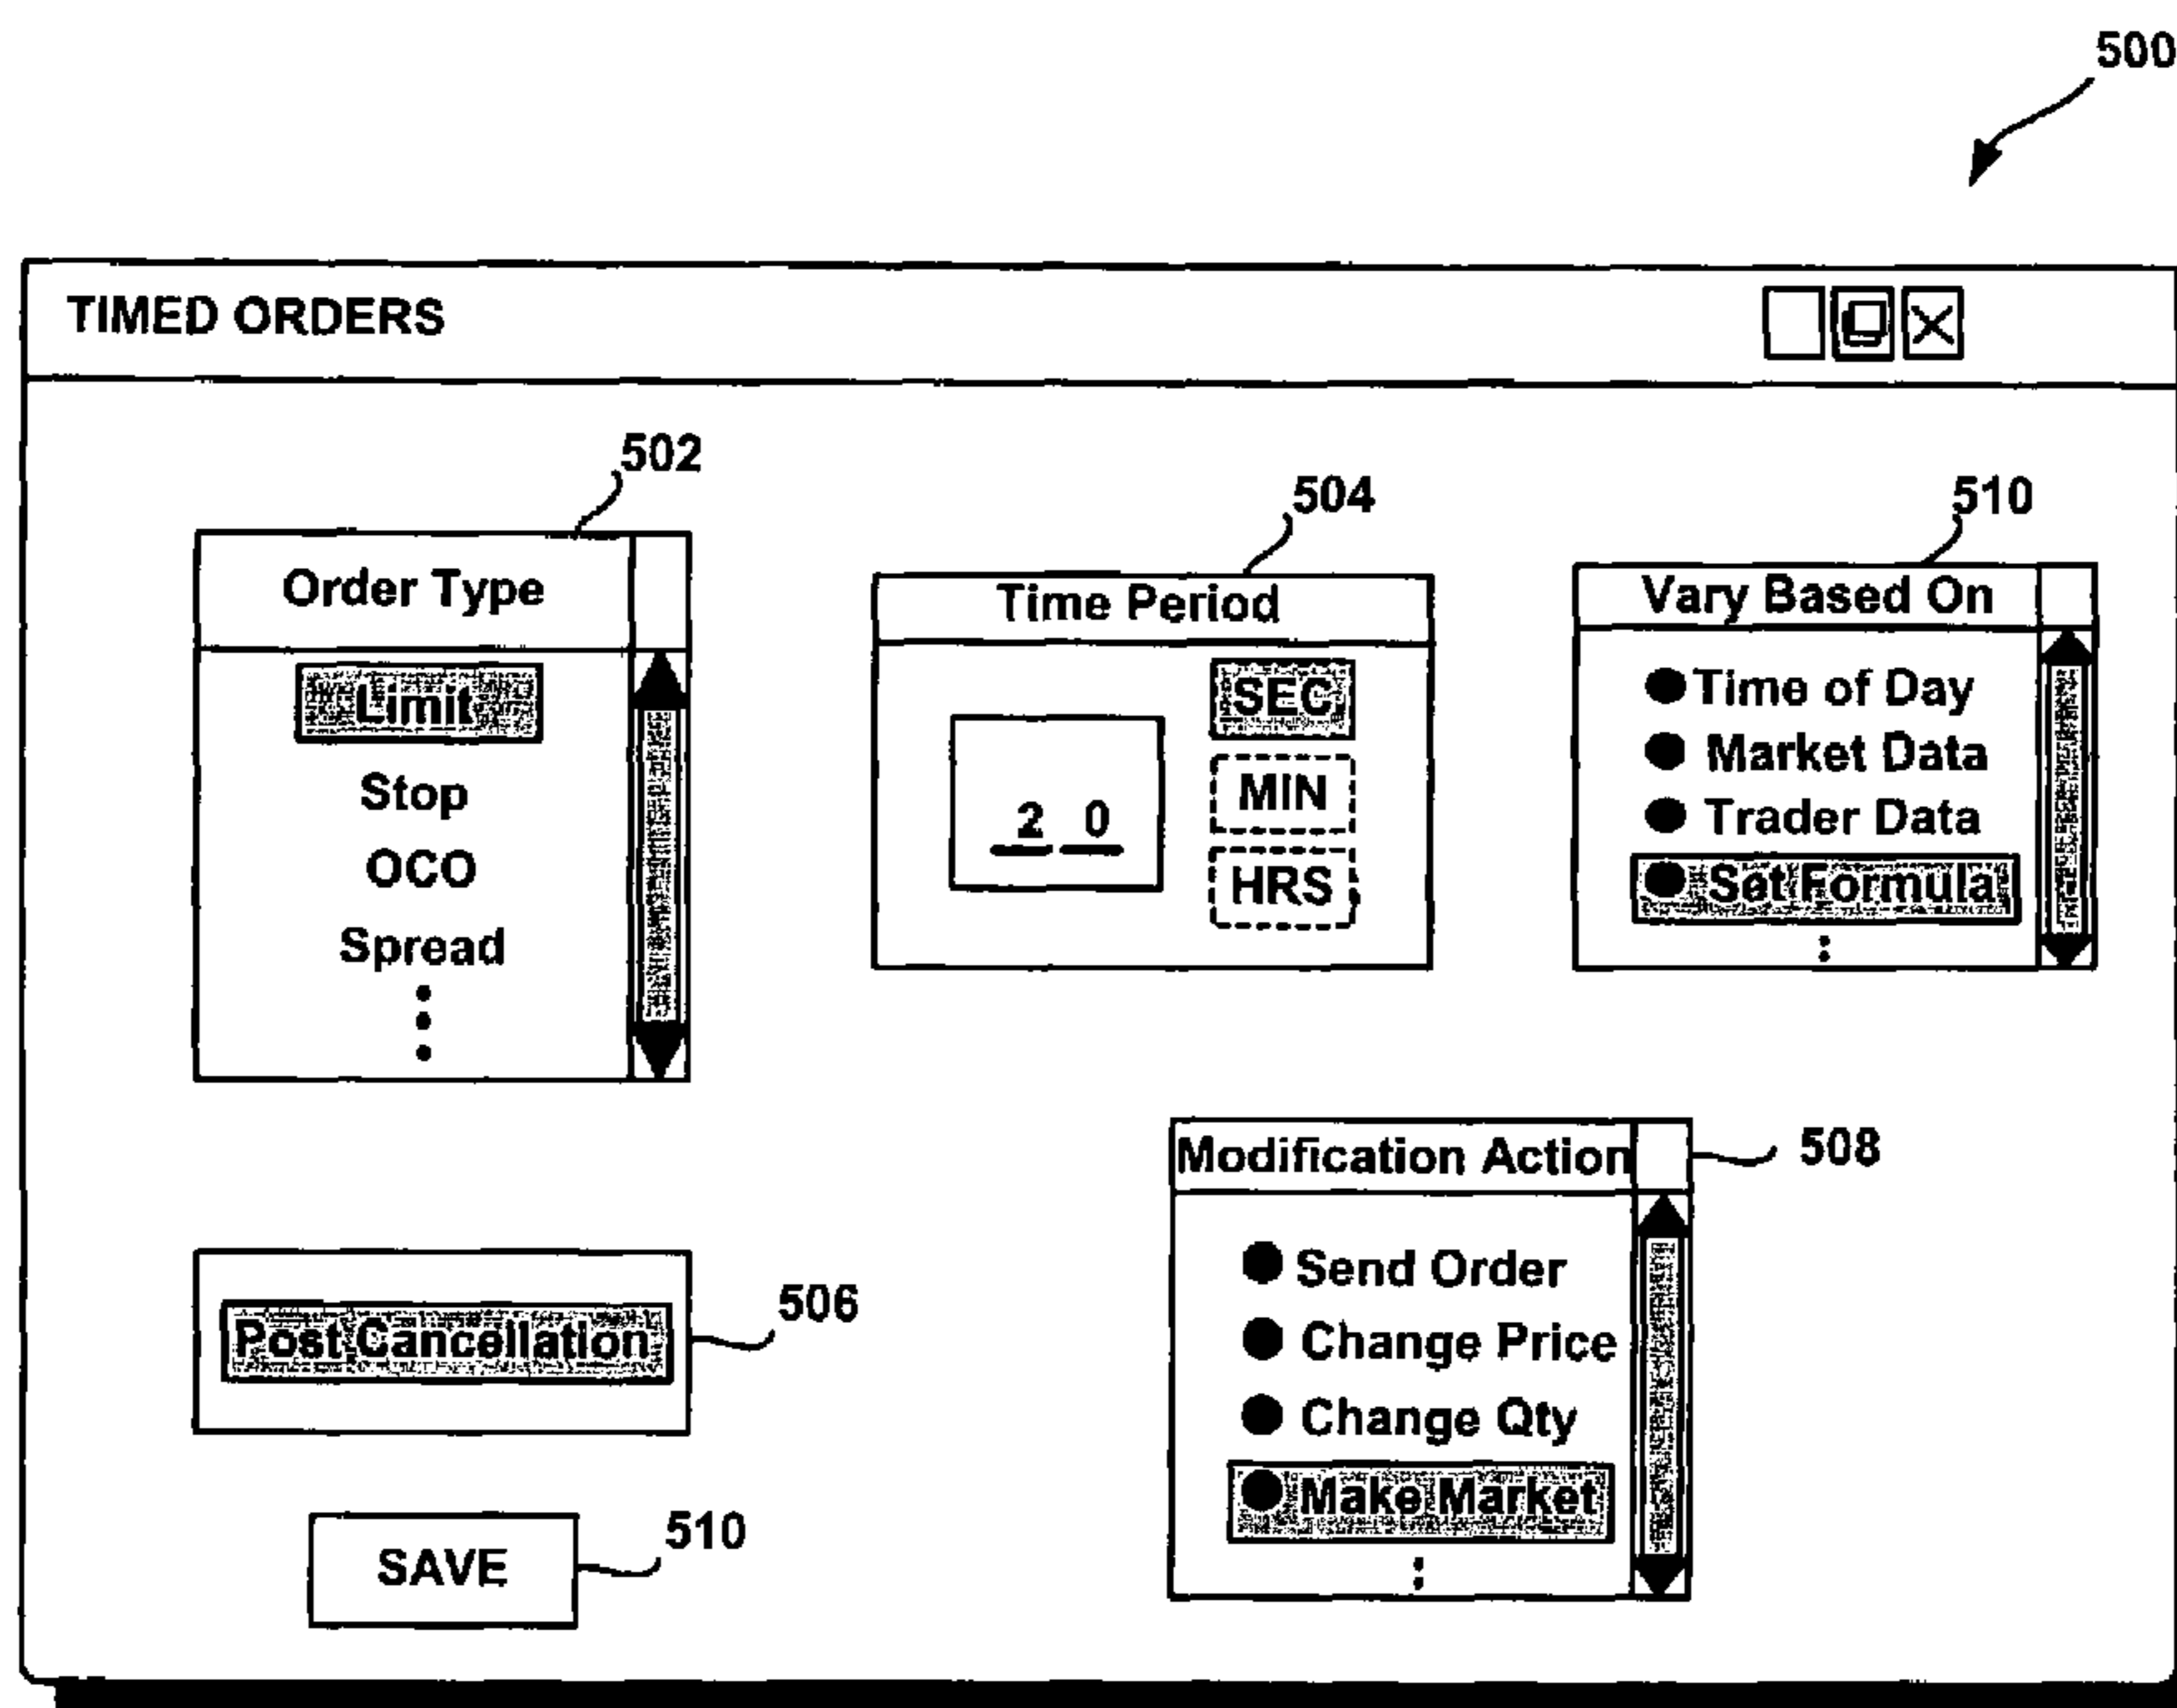 500
TIMED ORDERS
502
Order Type
Limit
Stop
OCO
Spread
504
Time Period
2 0
SEC
MIN
HRS
510
Vary Based On
Time of Day
Market Data
Trader Data
Set Formula
506
Post Cancellation
508
Modification Action
Send Order
Change Price
Change Qty
Make Market
510
SAVE